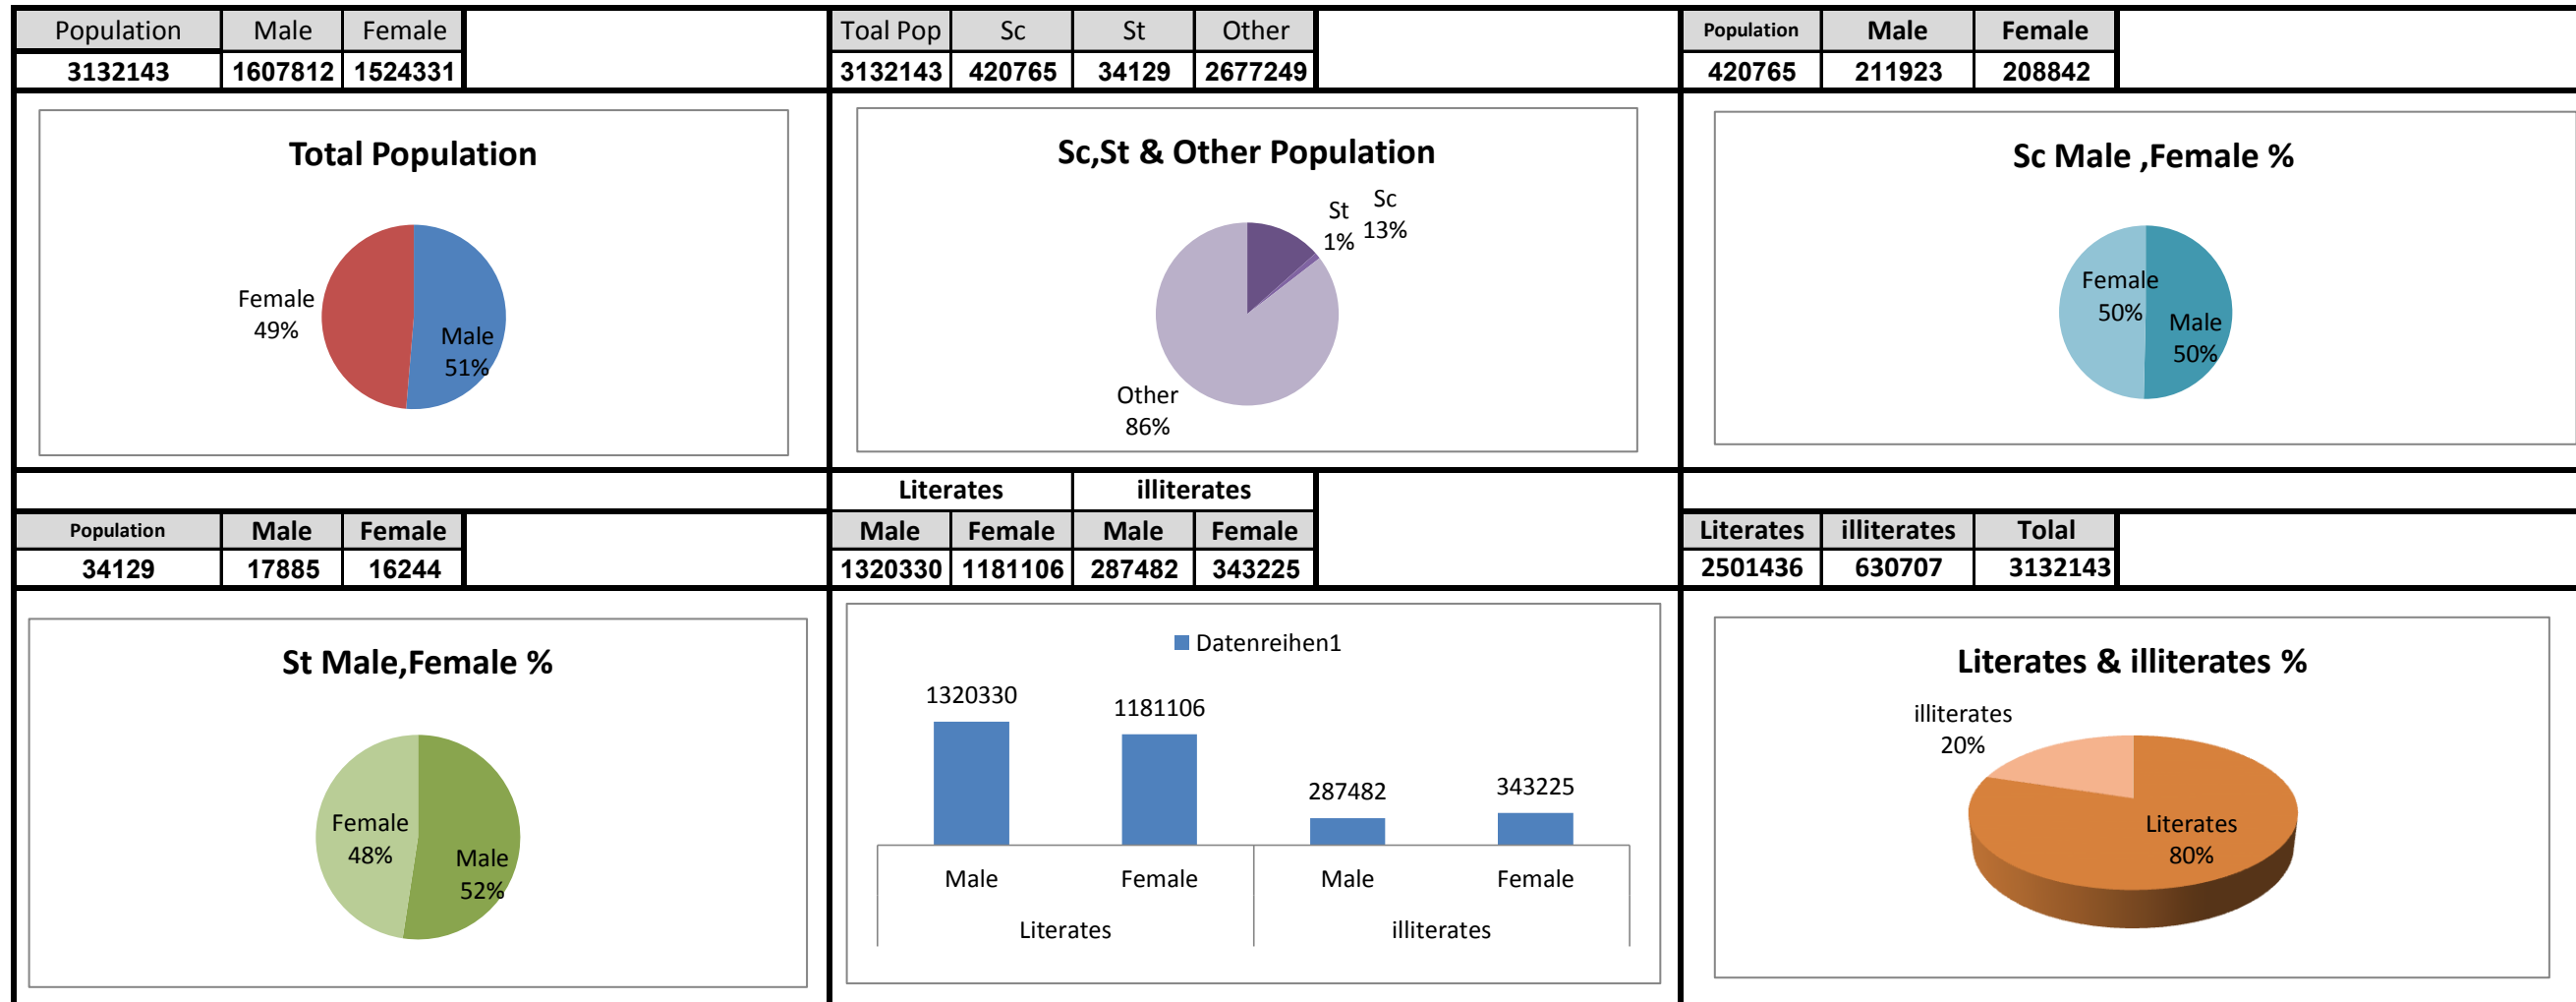 Population Male Female
3132143 1607812 1524331
Toal Pop Sc St Other
3132143 420765 34129 2677249
Population Male Female
420765 211923 208842
Total Population
Female
49%
Male
51%
Sc,St & Other Population
St
1%
Sc
13%
Other
86%
Sc Male ,Female %
Female
50%
Male
50%
Population Male Female
34129 17885 16244
Literates illiterates
Male Female Male Female
1320330 1181106 287482 343225
Literates illiterates Tolal
2501436 630707 3132143
St Male,Female %
Female
48%
Male
52%
Datenreihen1
1320330 1181106 287482 343225
Male Female Male Female
Literates illiterates
Literates & illiterates %
illiterates
20%
Literates
80%